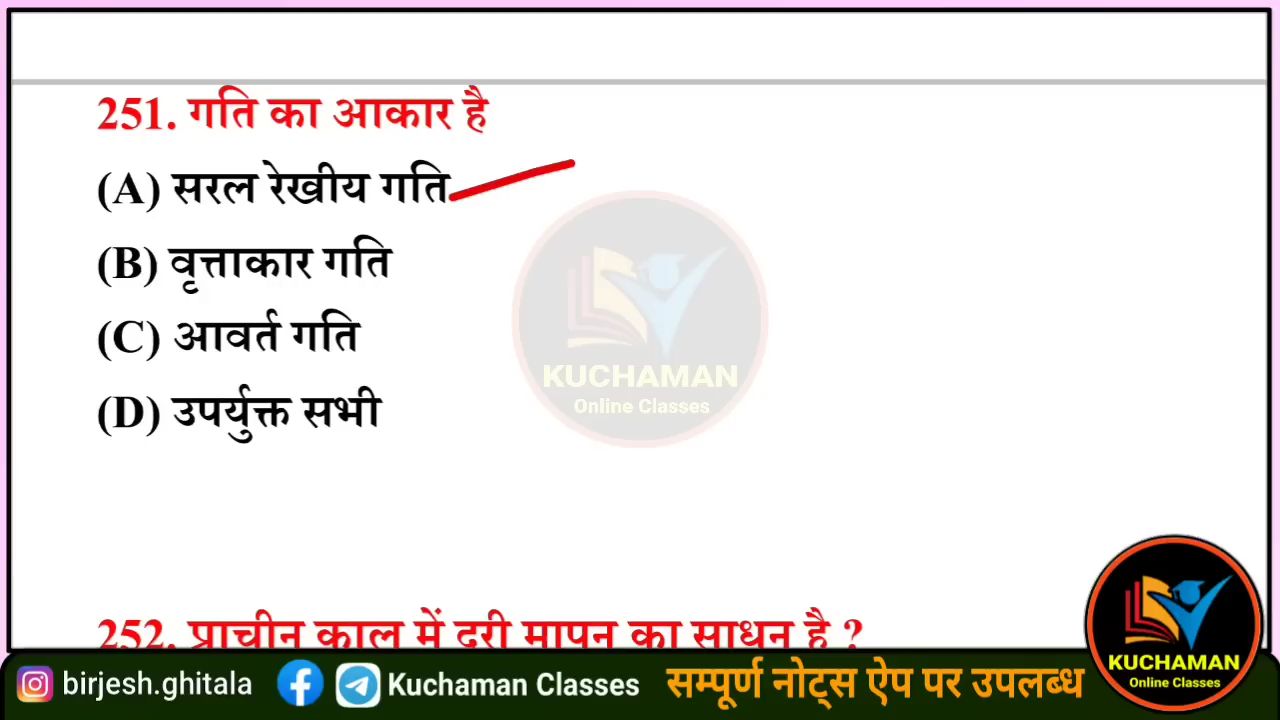 251. गति का आकार है
(A) सरल रेखीय गति
(B) वृत्ताकार गति
(C) आवर्त गति
(D) उपर्युक्त सभी
KUCHAMAN
Online Classes
252. प्राचीन काल में दूरी मापन का साधन है ?
birjesh.ghitala
Kuchaman Classes
सम्पूर्ण नोट्स ऐप पर उपलब्ध
KUCHAMAN
Online Classes